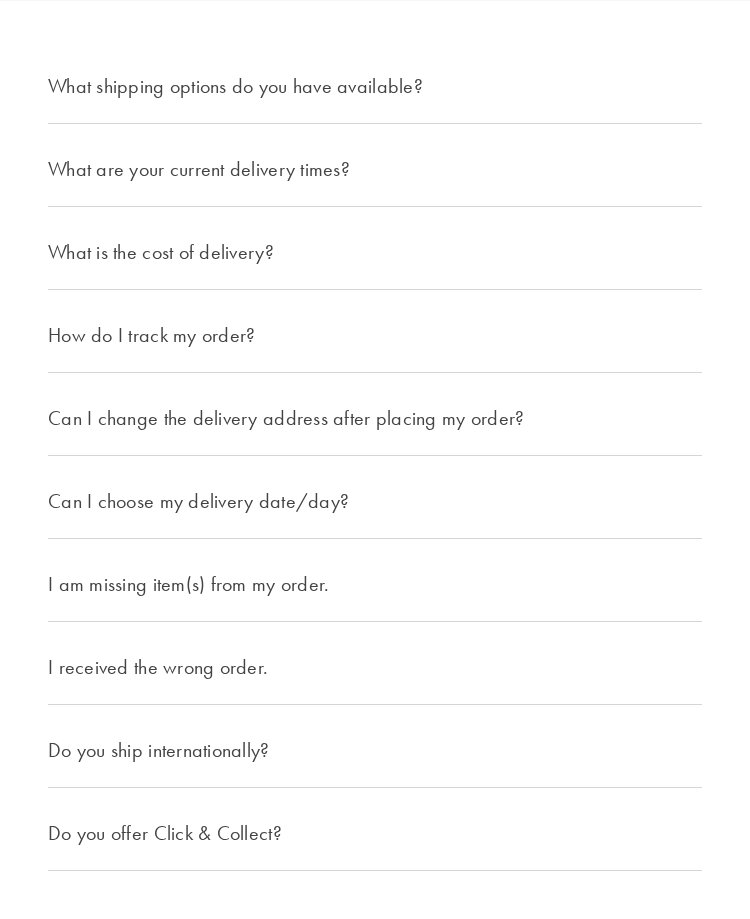 What shipping options do you have available?
What are your current delivery times?
What is the cost of delivery?
How do I track my order?
Can I change the delivery address after placing my order?
Can I choose my delivery date/day?
I am missing item(s) from my order.
I received the wrong order.
Do you ship internationally?
Do you offer Click & Collect?